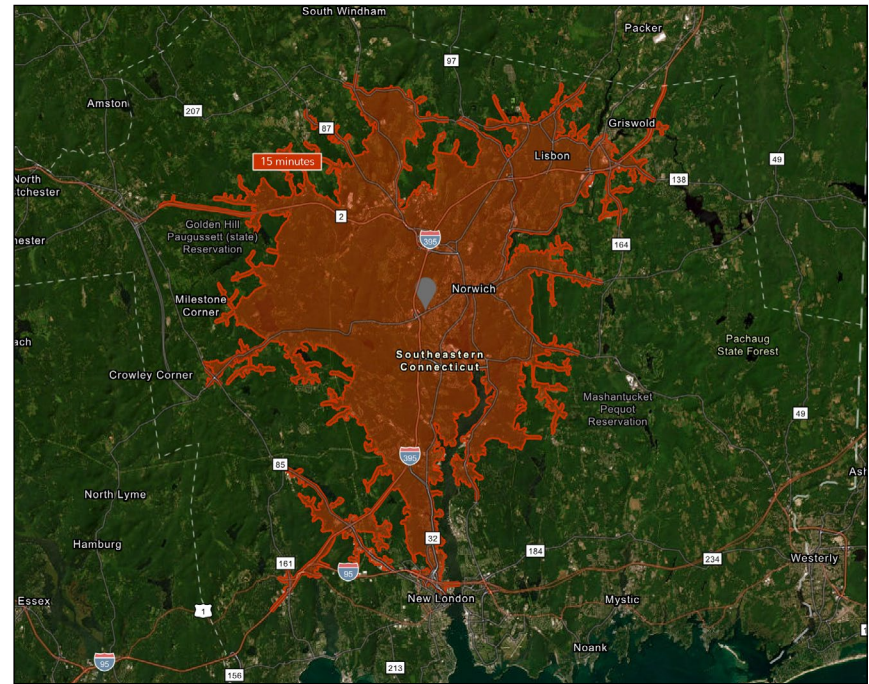 South Windham
Packer
97
Amston
207
87
Griswold
15 minutes
Lisbon
49
138
North
tchester
2
Golden Hill
Paugussett (state)
Reservation
395
ester
164
Norwich
Milestone
Corner
ach
Pachaug
State Forest
Southeastern
Connecticut
Crowley Corner
Mashantucket
Pequot
Reservation
49
395
85
Ash
North Lyme
32
Hamburg
184
234
Westerly
161
95
New London
Mystic
Essex
1
1
Noank
95
213
156